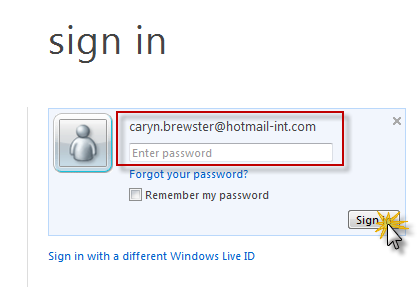 sign in
caryn.brewster@hotmail-int.com
Enter password
Forgot your password?
Remember my password
Sign
Sign in with a different Windows Live ID